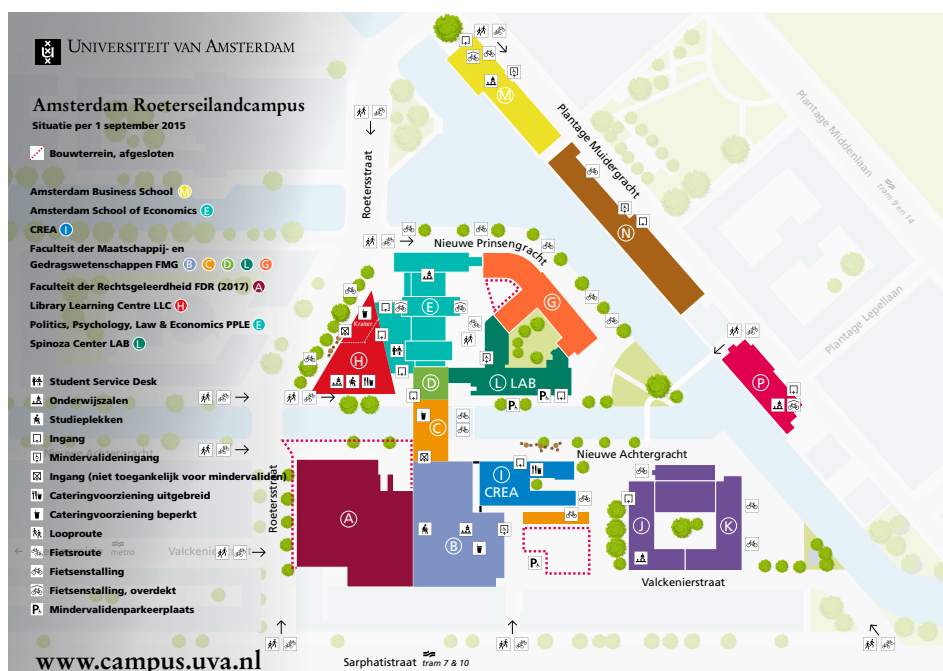 UNIVERSITEIT VAN AMSTERDAM
Amsterdam Roeterseilandcampus
Situatie per 1 september 2015
Bouwterrein, afgesloten
Amsterdam Business School M
Amsterdam School of Economics E
CREA I
Faculteit der Maatschappij- en
Gedragswetenschappen FMG B C D L G
Faculteit der Rechtsgeleerdheid FDR (2017) A
Library Learning Centre LLC H
Politics, Psychology, Law & Economics PPLE E
Spinoza Center LAB L
Student Service Desk
Onderwijszalen
Studieplekken
Ingang
Mindervalideningang
Ingang (niet toegankelijk voor mindervaliden)
Cateringvoorziening uitgebreid
Cateringvoorziening beperkt
Looproute
Fietsroute
Fietsenstalling
Fietsenstalling, overdekt
P Mindervalidenparkeerplaats
www.campus.uva.nl
Roetersstraat
Nieuwe Prinsengracht
Plantage Muidergracht
Plantage Middenlaan
tram 9 en 14
Plantage Lepellaan
M
N
G
E
Krater
H
D
L LAB
P
P
P
C
Nieuwe Achtergracht
Nieuwe Achtergracht
I
CREA
Roetersstraat
A
B
J
K
P
metro
Valckenierstraat
Valckenierstraat
Sarphatistraat tram 7 & 10